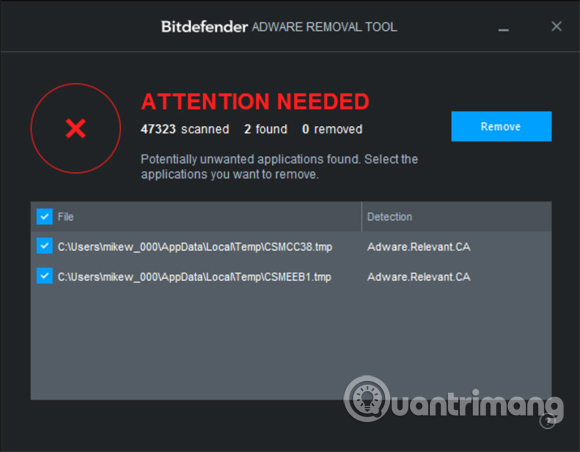 Bitdefender ADWARE REMOVAL TOOL
ATTENTION NEEDED
47323 scanned 2 found 0 removed
Remove
Potentially unwanted applications found. Select the
applications you want to remove.
File Detection
C:\Users\mikew_000\AppData\Local\Temp\CSMCC38.tmp Adware.Relevant.CA
C:\Users\mikew_000\AppData\Local\Temp\CSMEEB1.tmp Adware.Relevant.CA
Quantrimang